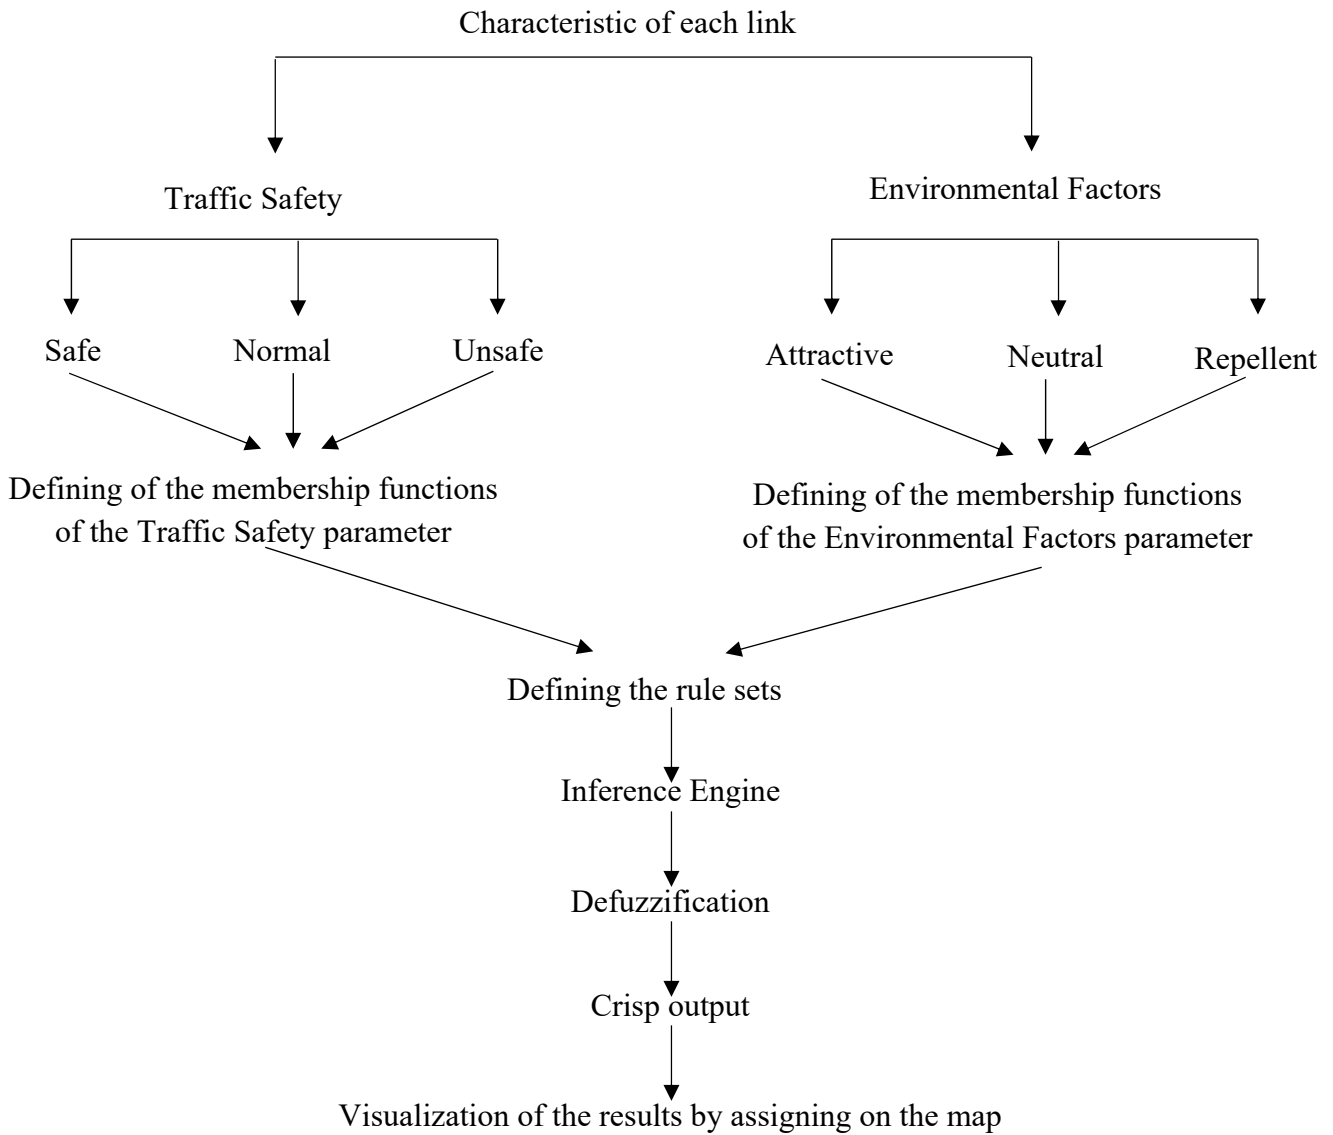 Characteristic of each link
Traffic Safety
Environmental Factors
Safe
Normal
Unsafe
Attractive
Neutral
Repellent
Defining of the membership functions
of the Traffic Safety parameter
Defining of the membership functions
of the Environmental Factors parameter
Defining the rule sets
Inference Engine
Defuzzification
Crisp output
Visualization of the results by assigning on the map